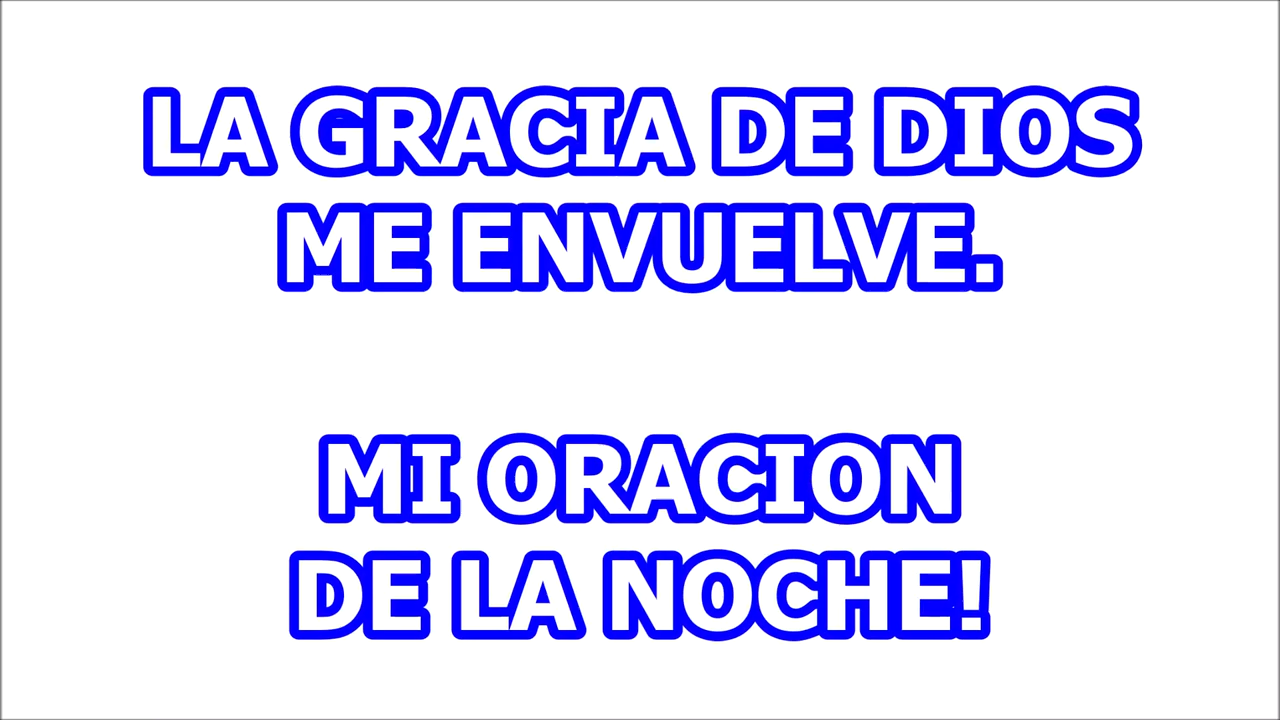 LA GRACIA DE DIOS
ME ENVUELVE.
MI ORACION
DE LA NOCHE!